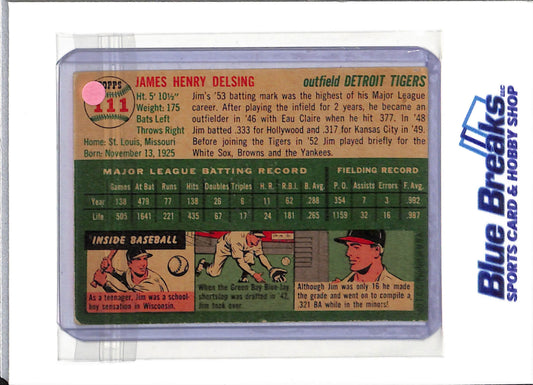 TOPPS
111
JAMES HENRY DELSING
outfield DETROIT TIGERS
Ht. 5' 10½"
Weight: 175
Bats Left
Throws Right
Home: St. Louis, Missouri
Born: November 13, 1925
Jim's '53 batting mark was the highest of his Major League
career. After playing the infield for 2 years, he became an
outfielder in '46 with Eau Claire when he hit .377. In '48
Jim batted .333 for Hollywood and .317 for Kansas City in '49.
Before joining the Tigers in '52 Jim played briefly for the
White Sox, Browns and the Yankees.
MAJOR LEAGUE BATTING RECORD
FIELDING RECORD
Games At Bat Runs Hits Doubles Triples H. R. R.B.I. B. Avg. P. O. Assists Errors F. Avg.
Year 138 479 77 138 26 6 11 62 .288 354 7 3 .992
Life 505 1641 221 435 67 17 24 181 .265 1159 32 16 .987
INSIDE BASEBALL
As a teenager, Jim was a school-
boy sensation in Wisconsin.
When the Green Bay Blue-Jay
shortstop was drafted in '42,
Jim took over.
Although Jim was only 16 he
made the grade and went on to compile a
.321 BA while in the minors!
Blue Breaks LLC
SPORTS CARD & HOBBY SHOP